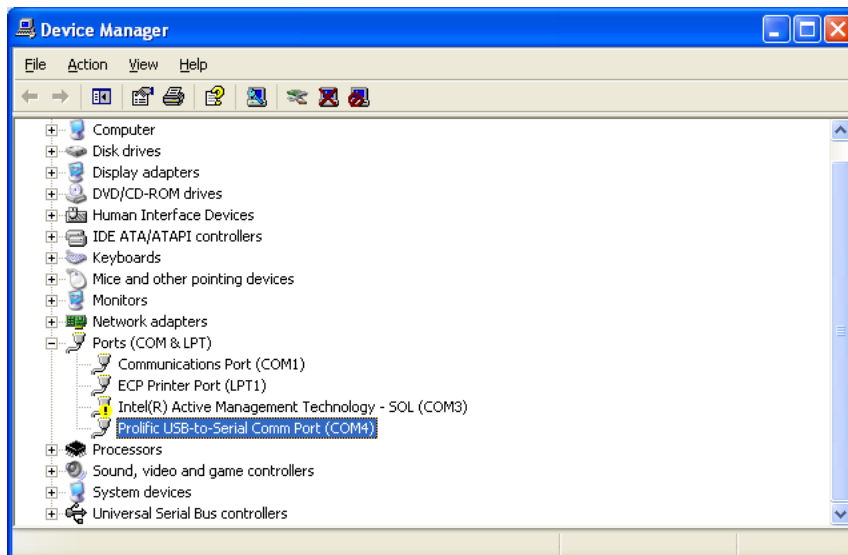 Device Manager
File Action View Help
Computer
Disk drives
Display adapters
DVD/CD-ROM drives
Human Interface Devices
IDE ATA/ATAPI controllers
Keyboards
Mice and other pointing devices
Monitors
Network adapters
Ports (COM & LPT)
Communications Port (COM1)
ECP Printer Port (LPT1)
Intel(R) Active Management Technology - SOL (COM3)
Prolific USB-to-Serial Comm Port (COM4)
Processors
Sound, video and game controllers
System devices
Universal Serial Bus controllers